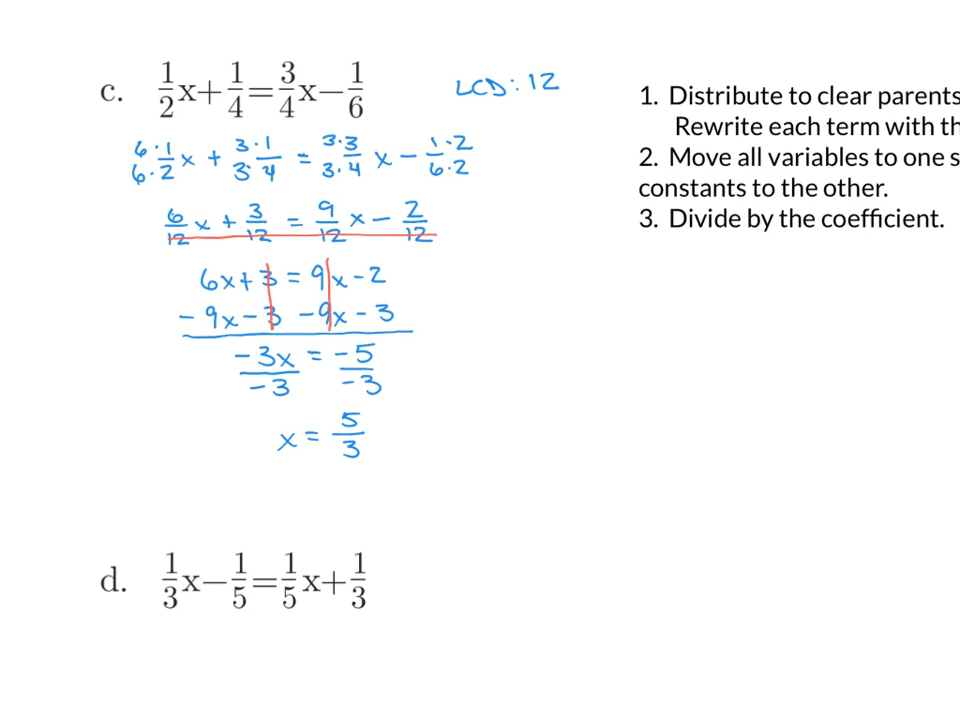 c. 1/2 x + 1/4 = 3/4 x − 1/6
LCD: 12
6·1/6·2 x + 3·1/3·4 = 3·3/3·4 x − 1·2/6·2
6/12 x + 3/12 = 9/12 x − 2/12
6x + 3 = 9x − 2
− 9x − 3 − 9x − 3
−3x/−3 = −5/−3
x = 5/3
1. Distribute to clear parents
Rewrite each term with th
2. Move all variables to one s
constants to the other.
3. Divide by the coefficient.
d. 1/3 x − 1/5 = 1/5 x + 1/3